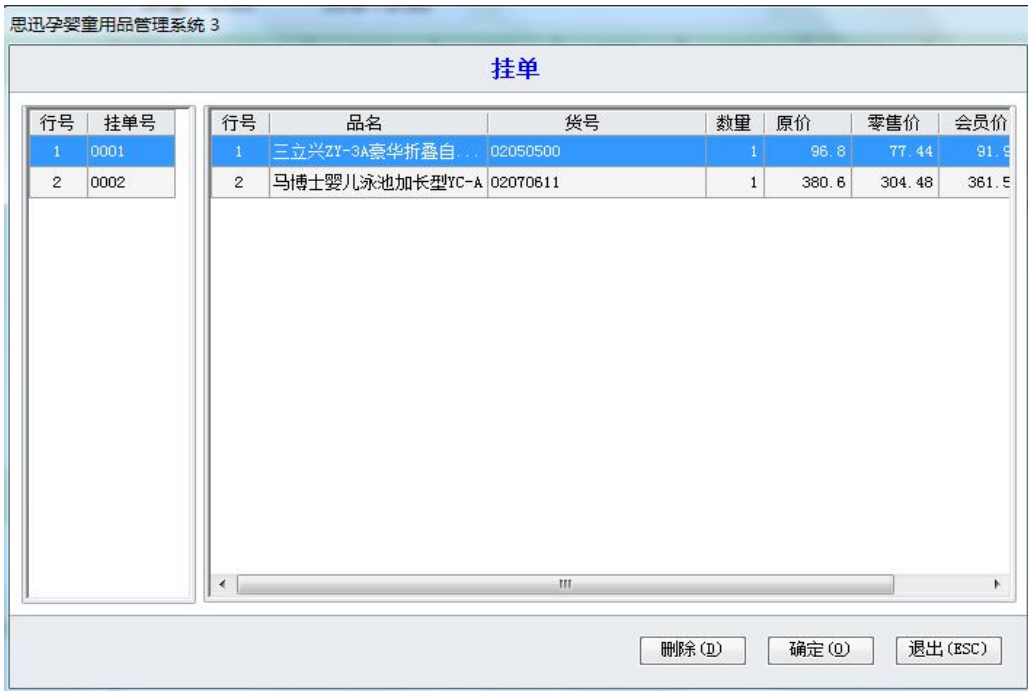 思迅孕婴童用品管理系统 3
挂单
行号 挂单号
1 0001
2 0002
行号 品名 货号 数量 原价 零售价 会员价
1 三立兴ZY-3A豪华折叠自... 02050500 1 96.8 77.44 91.9
2 马博士婴儿泳池加长型YC-A 02070611 1 380.6 304.48 361.5
删除(D) 确定(O) 退出(ESC)